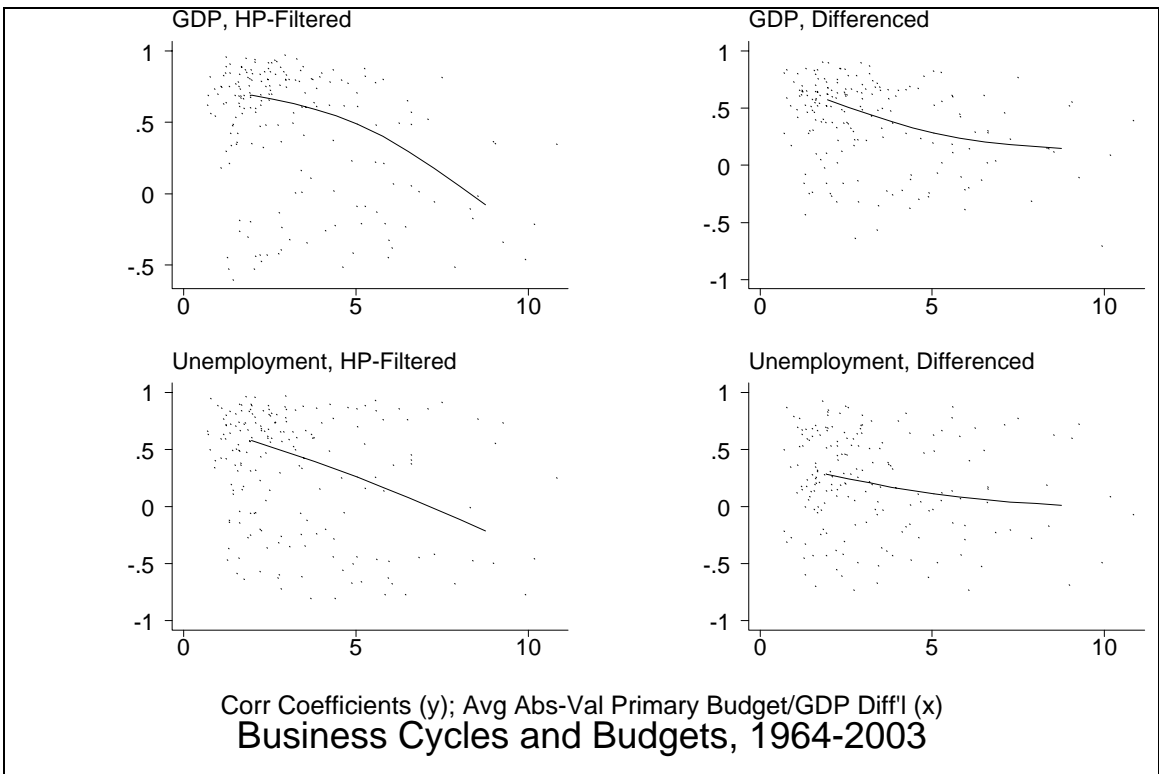 GDP, HP-Filtered
1
.5
0
-.5
0 5 10
GDP, Differenced
1
.5
0
-.5
-1
0 5 10
Unemployment, HP-Filtered
1
.5
0
-.5
-1
0 5 10
Unemployment, Differenced
1
.5
0
-.5
-1
0 5 10
Corr Coefficients (y); Avg Abs-Val Primary Budget/GDP Diff'l (x)
Business Cycles and Budgets, 1964-2003